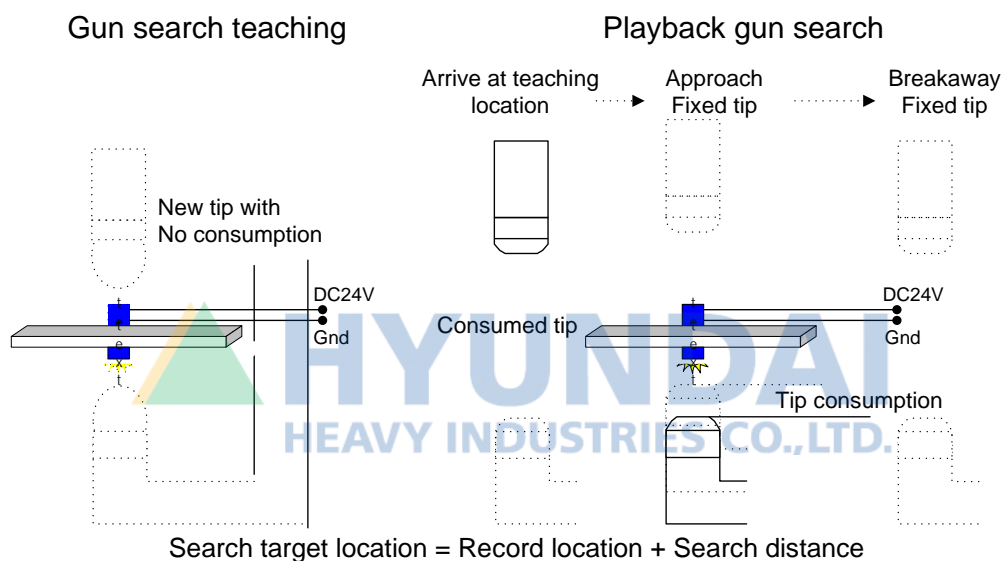 Gun search teaching
Playback gun search
Arrive at teaching
location
Approach
Fixed tip
Breakaway
Fixed tip
New tip with
No consumption
DC24V
Gnd
text
Consumed tip
DC24V
Gnd
text
Tip consumption
HYUNDAI
HEAVY INDUSTRIES CO.,LTD.
Search target location = Record location + Search distance